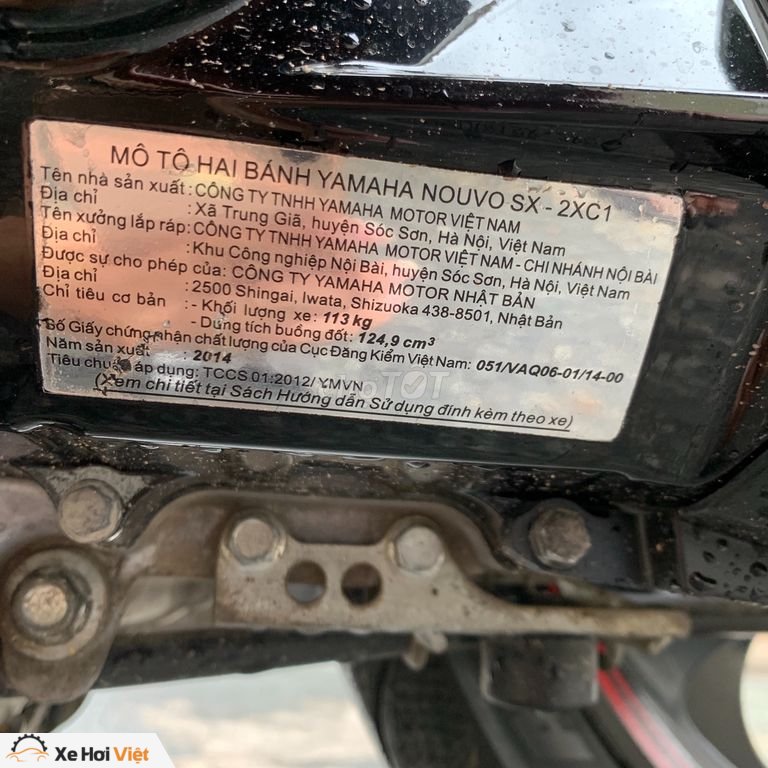 MÔ TÔ HAI BÁNH YAMAHA NOUVO SX - 2XC1
Tên nhà sản xuất : CÔNG TY TNHH YAMAHA MOTOR VIỆT NAM
Địa chỉ : Xã Trung Giã, huyện Sóc Sơn, Hà Nội, Việt Nam
Tên xưởng lắp ráp: CÔNG TY TNHH YAMAHA MOTOR VIỆT NAM - CHI NHÁNH NỘI BÀI
Địa chỉ : Khu Công nghiệp Nội Bài, huyện Sóc Sơn, Hà Nội, Việt Nam
Được sự cho phép của: CÔNG TY YAMAHA MOTOR NHẬT BẢN
Địa chỉ : 2500 Shingai, Iwata, Shizuoka 438-8501, Nhật Bản
Chỉ tiêu cơ bản : - Khối lượng xe: 113 kg
- Dung tích buồng đốt: 124,9 cm³
Số Giấy chứng nhận chất lượng của Cục Đăng Kiểm Việt Nam: 051/VAQ06-01/14-00
Năm sản xuất : 2014
Tiêu chuẩn áp dụng: TCCS 01:2012/YMVN
(Xem chi tiết tại Sách Hướng dẫn Sử dụng đính kèm theo xe)
Xe Hơi Việt